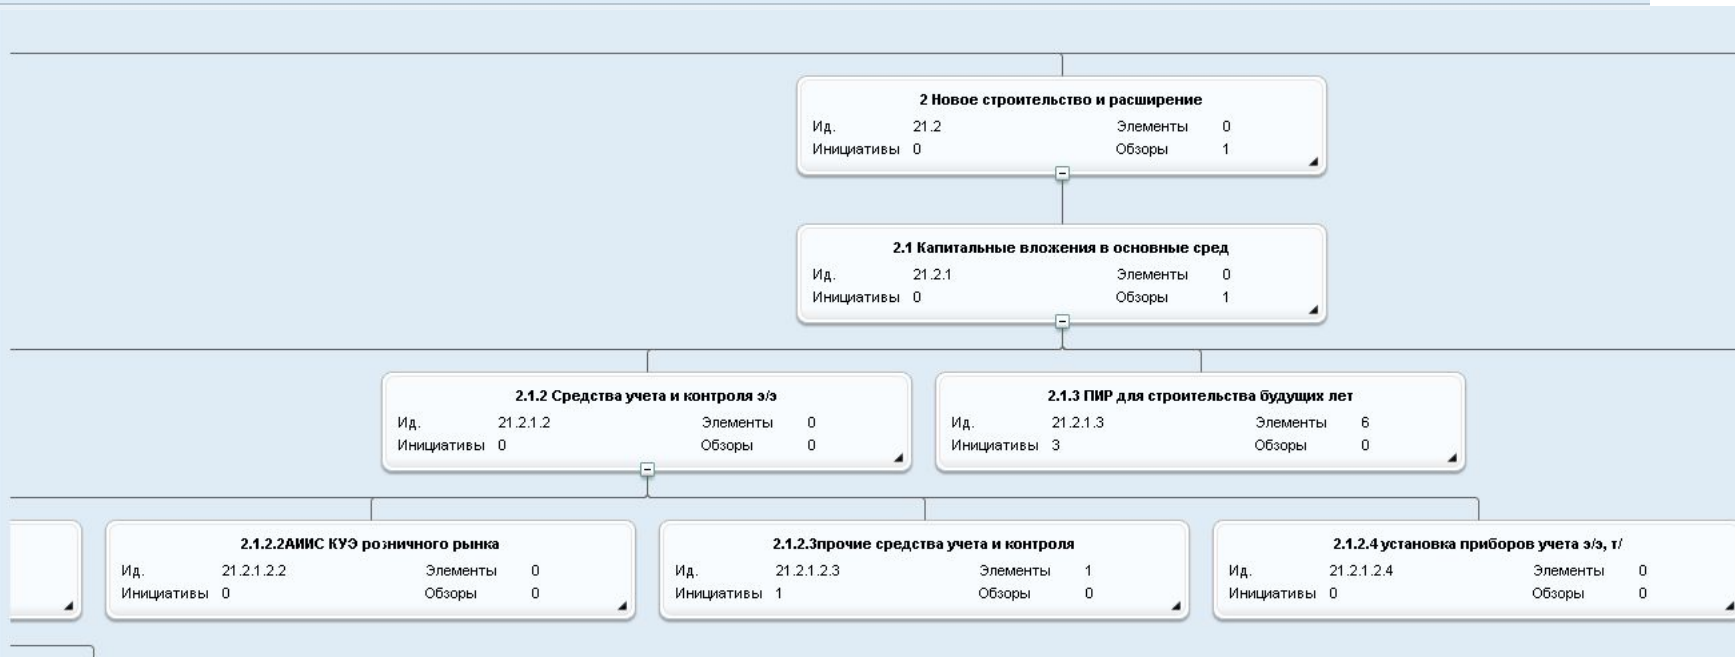 2 Новое строительство и расширение
Ид. 21.2 Элементы 0
Инициативы 0 Обзоры 1
2.1 Капитальные вложения в основные сред
Ид. 21.2.1 Элементы 0
Инициативы 0 Обзоры 1
2.1.2 Средства учета и контроля э/э
Ид. 21.2.1.2 Элементы 0
Инициативы 0 Обзоры 0
2.1.3 ПИР для строительства будущих лет
Ид. 21.2.1.3 Элементы 6
Инициативы 3 Обзоры 0
2.1.2.2АИИС КУЭ розничного рынка
Ид. 21.2.1.2.2 Элементы 0
Инициативы 0 Обзоры 0
2.1.2.3прочие средства учета и контроля
Ид. 21.2.1.2.3 Элементы 1
Инициативы 1 Обзоры 0
2.1.2.4 установка приборов учета э/э, т/
Ид. 21.2.1.2.4 Элементы 0
Инициативы 0 Обзоры 0